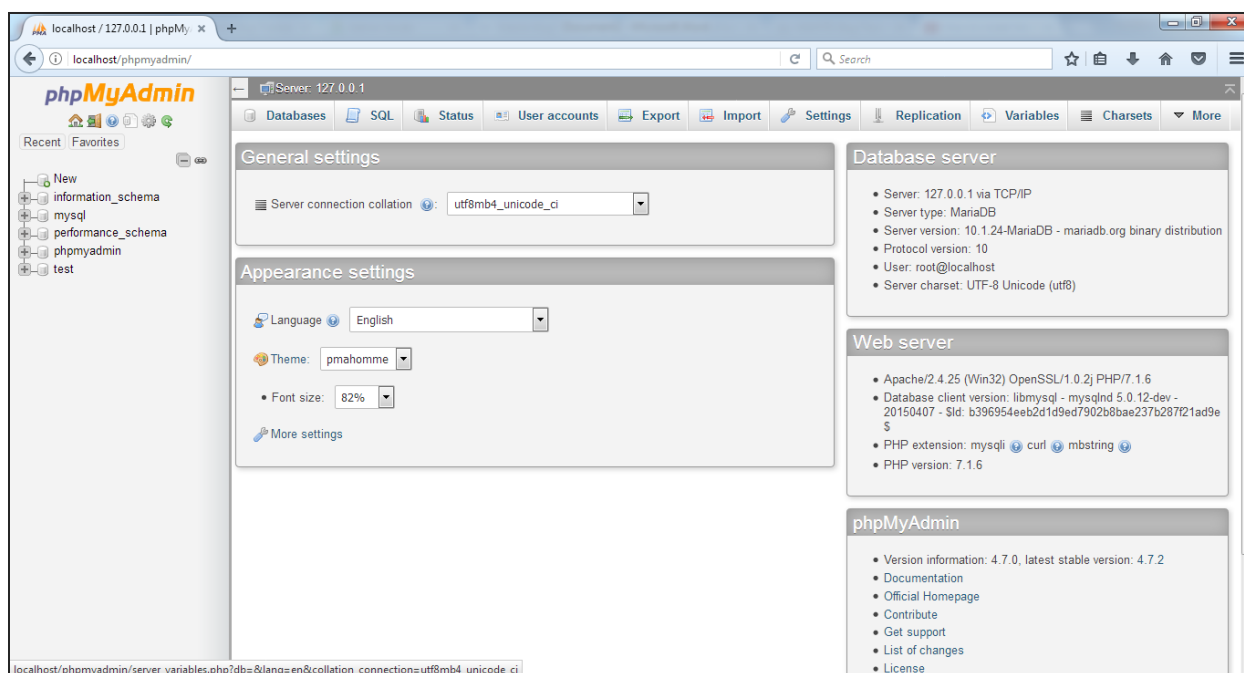 localhost / 127.0.0.1 | phpMy
localhost/phpmyadmin/
Search
phpMyAdmin
Recent Favorites
New
information_schema
mysql
performance_schema
phpmyadmin
test
Server: 127.0.0.1
Databases SQL Status User accounts Export Import Settings Replication Variables Charsets More
General settings
Server connection collation : utf8mb4_unicode_ci
Appearance settings
Language English
Theme: pmahomme
Font size: 82%
More settings
Database server
Server: 127.0.0.1 via TCP/IP
Server type: MariaDB
Server version: 10.1.24-MariaDB - mariadb.org binary distribution
Protocol version: 10
User: root@localhost
Server charset: UTF-8 Unicode (utf8)
Web server
Apache/2.4.25 (Win32) OpenSSL/1.0.2j PHP/7.1.6
Database client version: libmysql - mysqlnd 5.0.12-dev -
20150407 - $Id: b396954eeb2d1d9ed7902b8bae237b287f21ad9e
$
PHP extension: mysqli curl mbstring
PHP version: 7.1.6
phpMyAdmin
Version information: 4.7.0, latest stable version: 4.7.2
Documentation
Official Homepage
Contribute
Get support
List of changes
License
localhost/phpmyadmin/server_variables.php?db=&lang=en&collation_connection=utf8mb4_unicode_ci